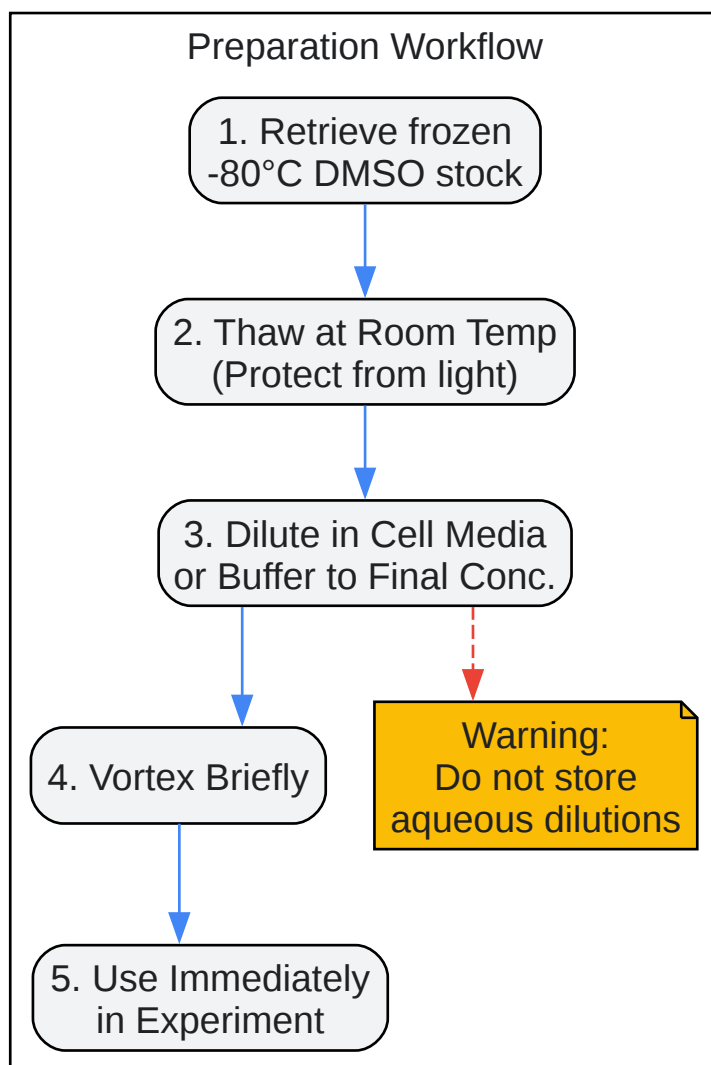 Preparation Workflow
1. Retrieve frozen
-80°C DMSO stock
2. Thaw at Room Temp
(Protect from light)
3. Dilute in Cell Media
or Buffer to Final Conc.
4. Vortex Briefly
Warning:
Do not store
aqueous dilutions
5. Use Immediately
in Experiment